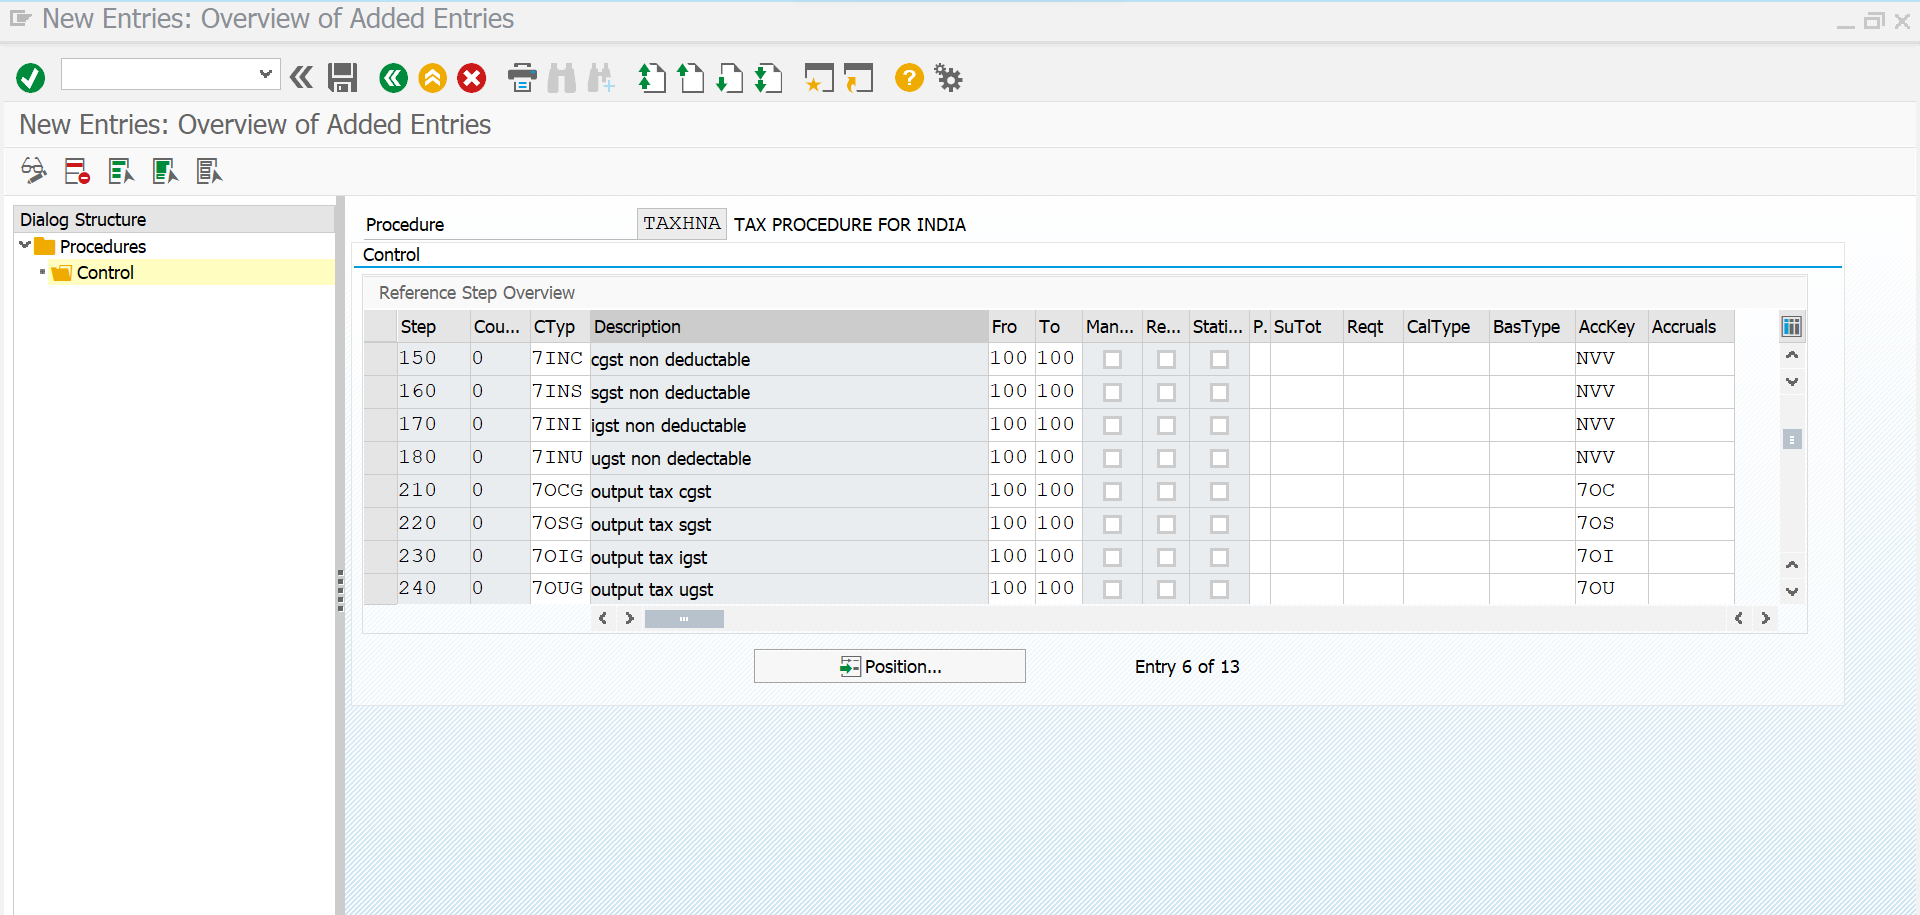 New Entries: Overview of Added Entries
New Entries: Overview of Added Entries
Dialog Structure
Procedures
Control
Procedure TAXHNA TAX PROCEDURE FOR INDIA
Control
Reference Step Overview
Step Cou... CTyp Description Fro To Man... Re... Stati... P. SuTot Reqt CalType BasType AccKey Accruals
150 0 7INC cgst non deductable 100 100 NVV
160 0 7INS sgst non deductable 100 100 NVV
170 0 7INI igst non deductable 100 100 NVV
180 0 7INU ugst non dedectable 100 100 NVV
210 0 7OCG output tax cgst 100 100 7OC
220 0 7OSG output tax sgst 100 100 7OS
230 0 7OIG output tax igst 100 100 7OI
240 0 7OUG output tax ugst 100 100 7OU
Position... Entry 6 of 13